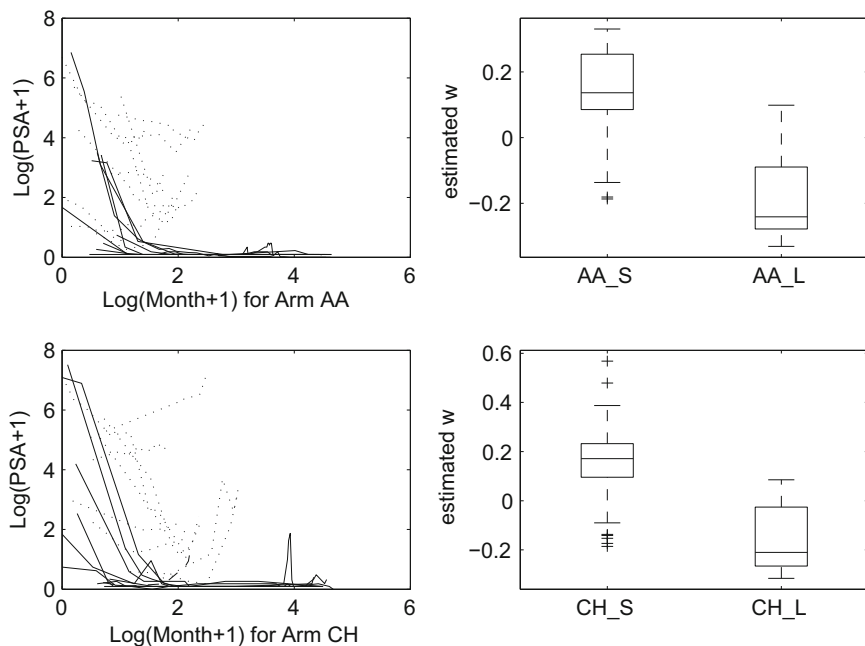 8
6
4
2
0
Log(PSA+1)
0
2
4
6
Log(Month+1) for Arm AA
0.2
0
−0.2
estimated w
AA_S
AA_L
8
6
4
2
0
Log(PSA+1)
0
2
4
6
Log(Month+1) for Arm CH
0.6
0.4
0.2
0
−0.2
estimated w
CH_S
CH_L